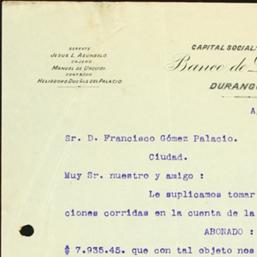 GERENTE
JESUS L. AGUNDELO
CAJERO
MANUEL DE URQUIDI
CONTADOR
HELIODORO DUEÑES DEL PALACIO
CAPITAL SOCIAL
Banco de
DURANGO
A
Sr. D. Francisco Gómez Palacio.
Ciudad.
Muy Sr. nuestro y amigo :
Le suplicamos tomar
ciones corridas en la cuenta de la
ABONADO :
$ 7.935.45. que con tal objeto nos